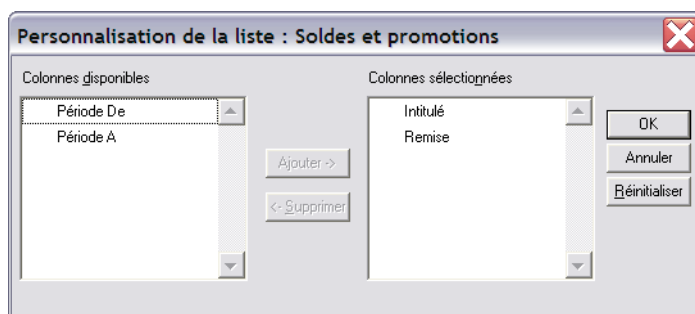 Personnalisation de la liste : Soldes et promotions
Colonnes disponibles
Colonnes sélectionnées
Période De
Période A
Intitulé
Remise
Ajouter ->
<- Supprimer
OK
Annuler
Réinitialiser